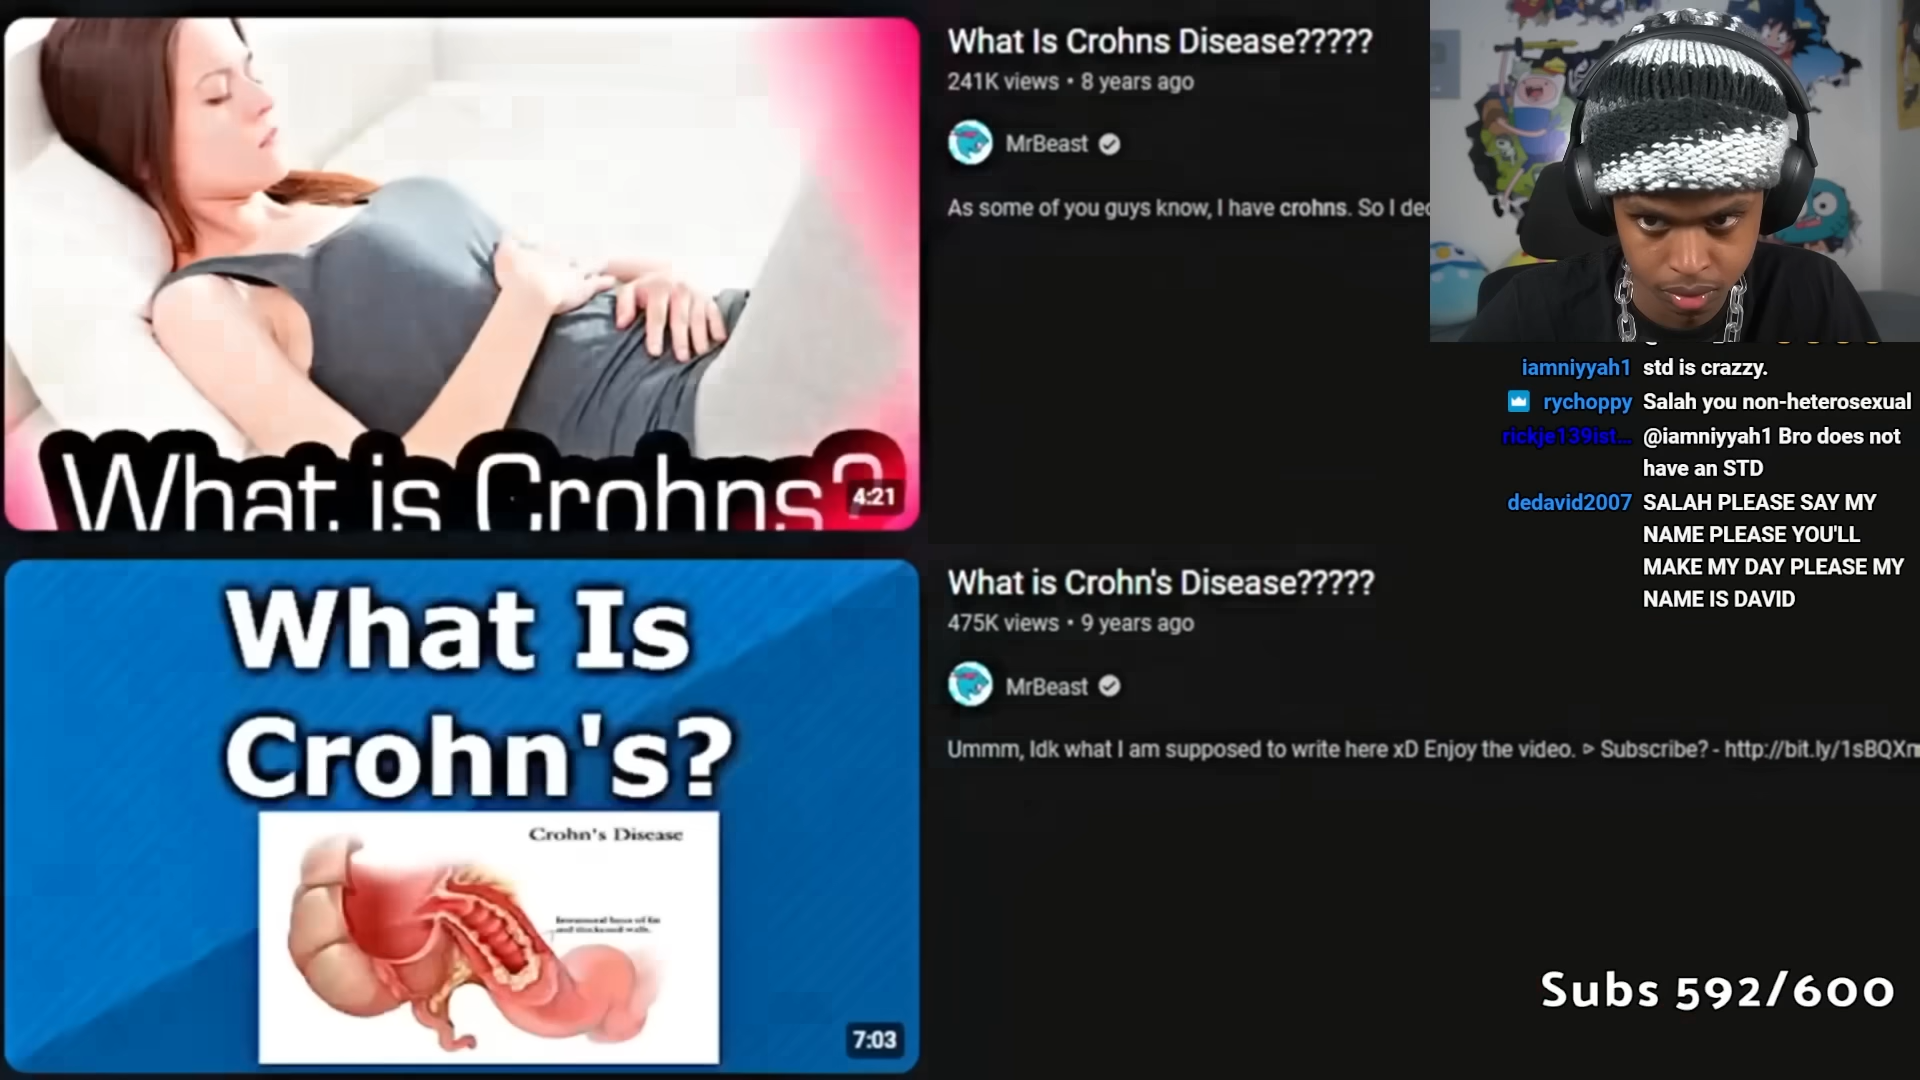 What is Crohns?
4:21
What Is Crohns Disease?????
241K views • 8 years ago
MrBeast
As some of you guys know, I have crohns. So I dec
What Is
Crohn's?
Crohn's Disease
7:03
What is Crohn's Disease?????
475K views • 9 years ago
MrBeast
Ummm, Idk what I am supposed to write here xD Enjoy the video. ▷ Subscribe? - http://bit.ly/1sBQXm
iamniyyah1 std is crazzy.
rychoppy Salah you non-heterosexual
rickje139ist... @iamniyyah1 Bro does not
have an STD
dedavid2007 SALAH PLEASE SAY MY
NAME PLEASE YOU'LL
MAKE MY DAY PLEASE MY
NAME IS DAVID
Subs 592/600